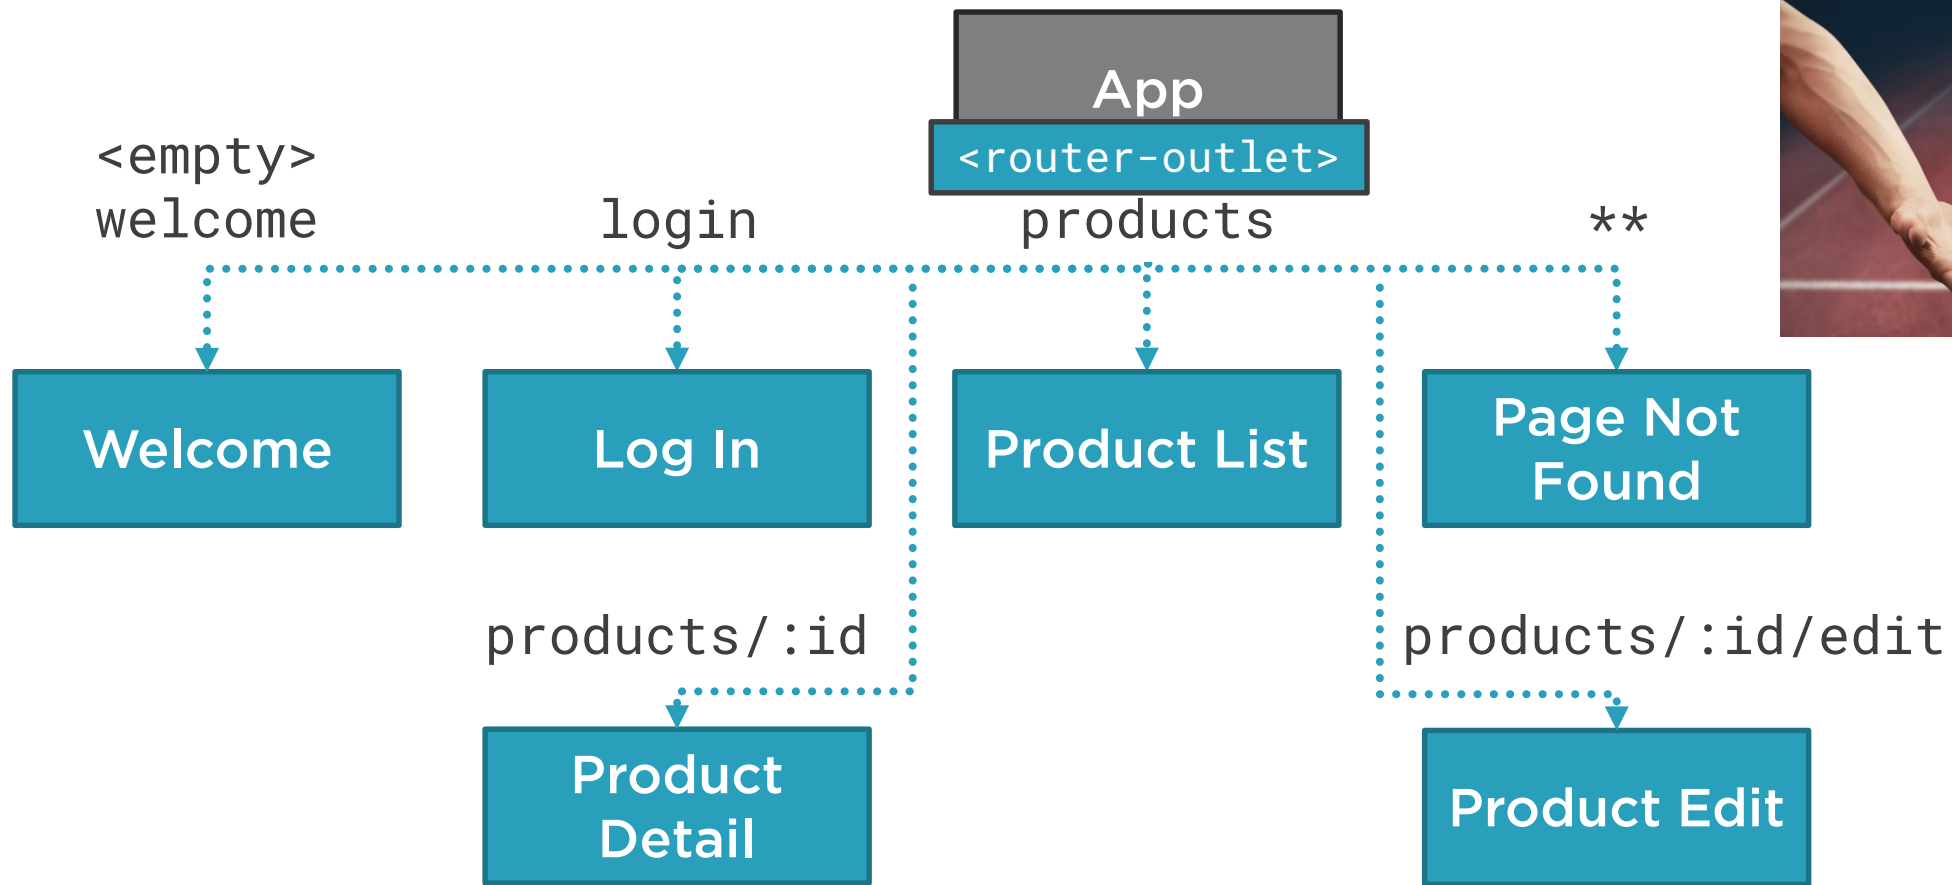 App
<router-outlet>
<empty>
welcome
login
products
**
Welcome
Log In
Product List
Page Not
Found
products/:id
products/:id/edit
Product
Detail
Product Edit